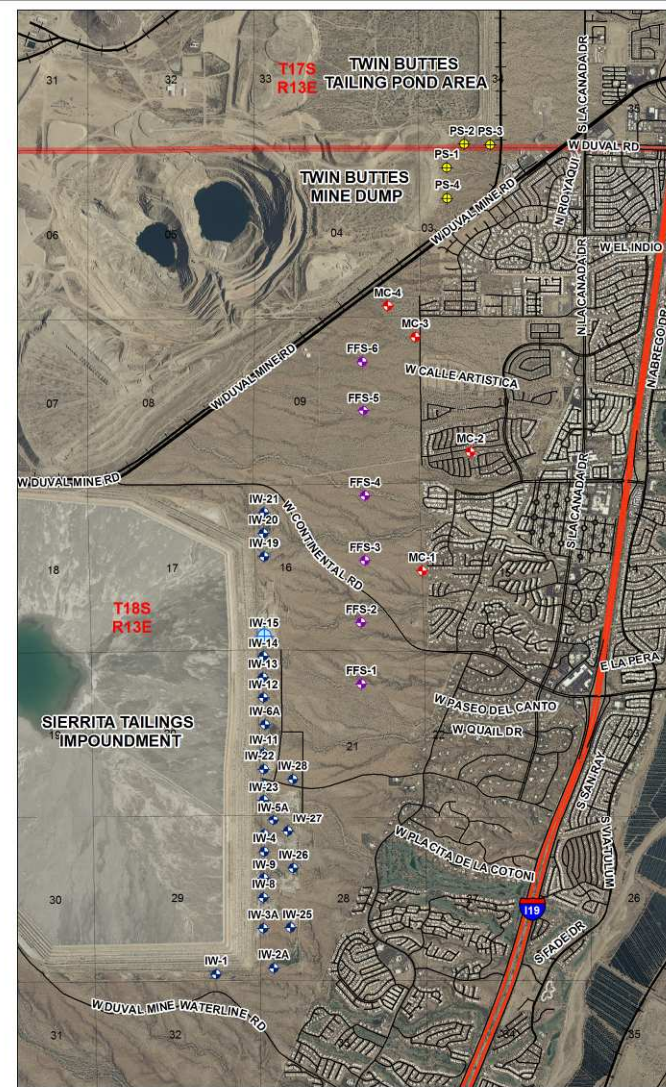 31
32
33
T17S
R13E
TWIN BUTTES
TAILING POND AREA
34
S LA CANADA DR
35
PS-2
PS-3
W DUVAL RD
PS-1
PS-4
TWIN BUTTES
MINE DUMP
W DUVAL MINE RD
N RIO YAQUI
06
05
04
03
N LA CANADA DR
W EL INDIO
MC-4
MC-3
N ABREGO DR
FFS-6
W CALLE ARTISTICA
W DUVAL MINE RD
07
08
09
FFS-5
MC-2
W DUVAL MINE RD
FFS-4
S LA CANADA DR
IW-21
IW-20
IW-19
W CONTINENTAL RD
18
17
16
FFS-3
MC-1
15
14
T18S
R13E
IW-15
FFS-2
IW-14
IW-13
E LA PERA
IW-12
FFS-1
W PASEO DEL CANTO
IW-6A
SIERRITA TAILINGS
IMPOUNDMENT
19
IW-11
21
22
W QUAIL DR
23
IW-22
IW-28
S SAN RAY
IW-23
IW-5A
IW-27
S VIA TULUM
IW-4
W PLACITA DE LA COTONI
IW-9
IW-26
IW-8
30
29
28
26
I19
IW-3A
IW-25
S FADE DR
IW-1
IW-2A
W DUVAL MINE WATERLINE RD
31
32
33
34
35